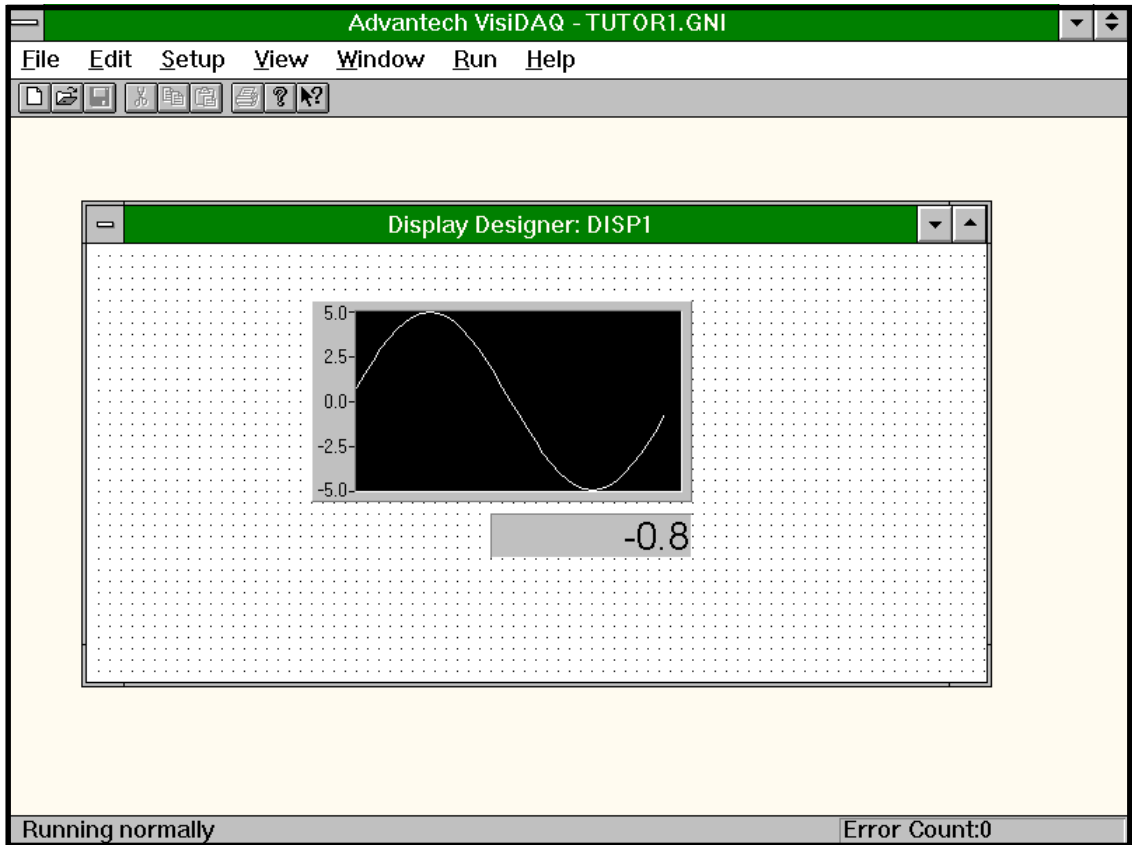 Advantech VisiDAQ - TUTOR1.GNI
File Edit Setup View Window Run Help
Display Designer: DISP1
5.0
2.5
0.0
-2.5
-5.0
-0.8
Running normally Error Count:0